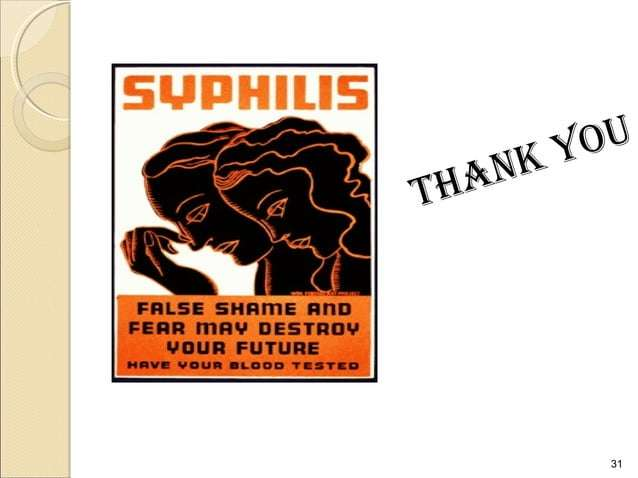 SYPHILIS
THANK YOU
FALSE SHAME AND
FEAR MAY DESTROY
YOUR FUTURE
HAVE YOUR BLOOD TESTED
31